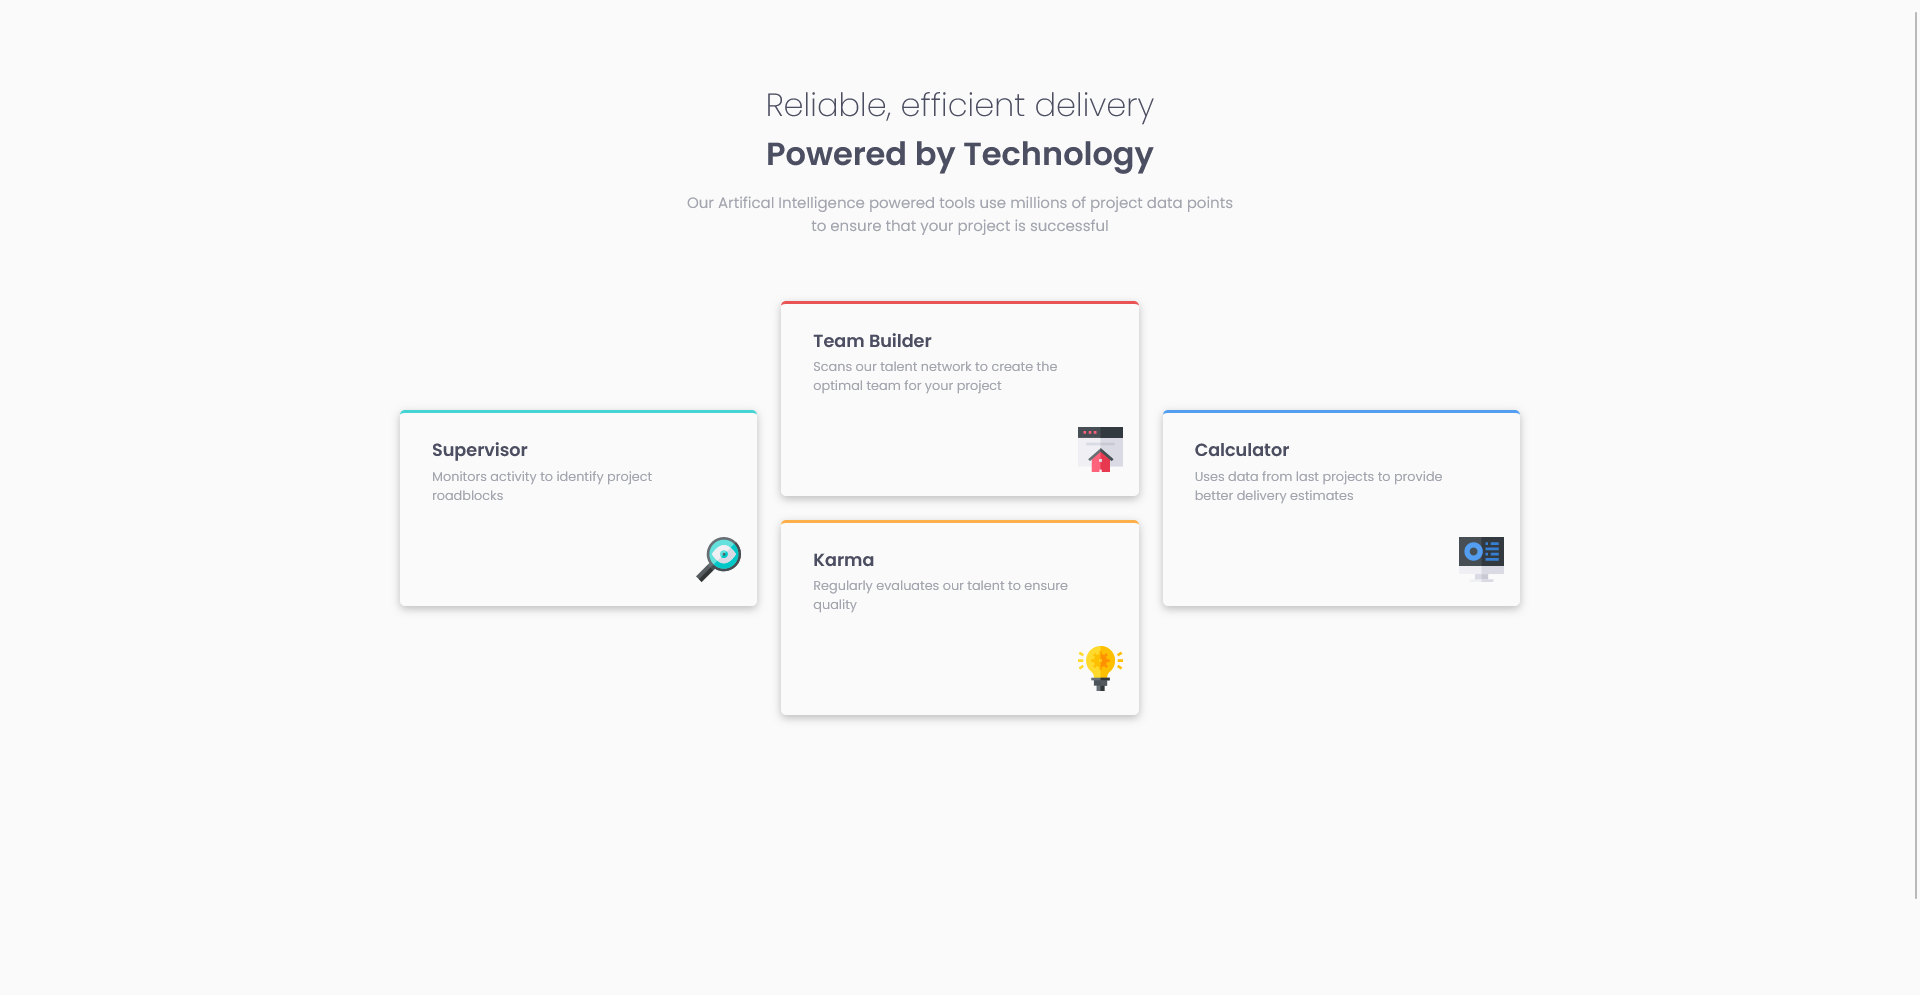 Reliable, efficient delivery
Powered by Technology
Our Artifical Intelligence powered tools use millions of project data points
to ensure that your project is successful
Supervisor
Monitors activity to identify project
roadblocks
Team Builder
Scans our talent network to create the
optimal team for your project
Karma
Regularly evaluates our talent to ensure
quality
Calculator
Uses data from last projects to provide
better delivery estimates